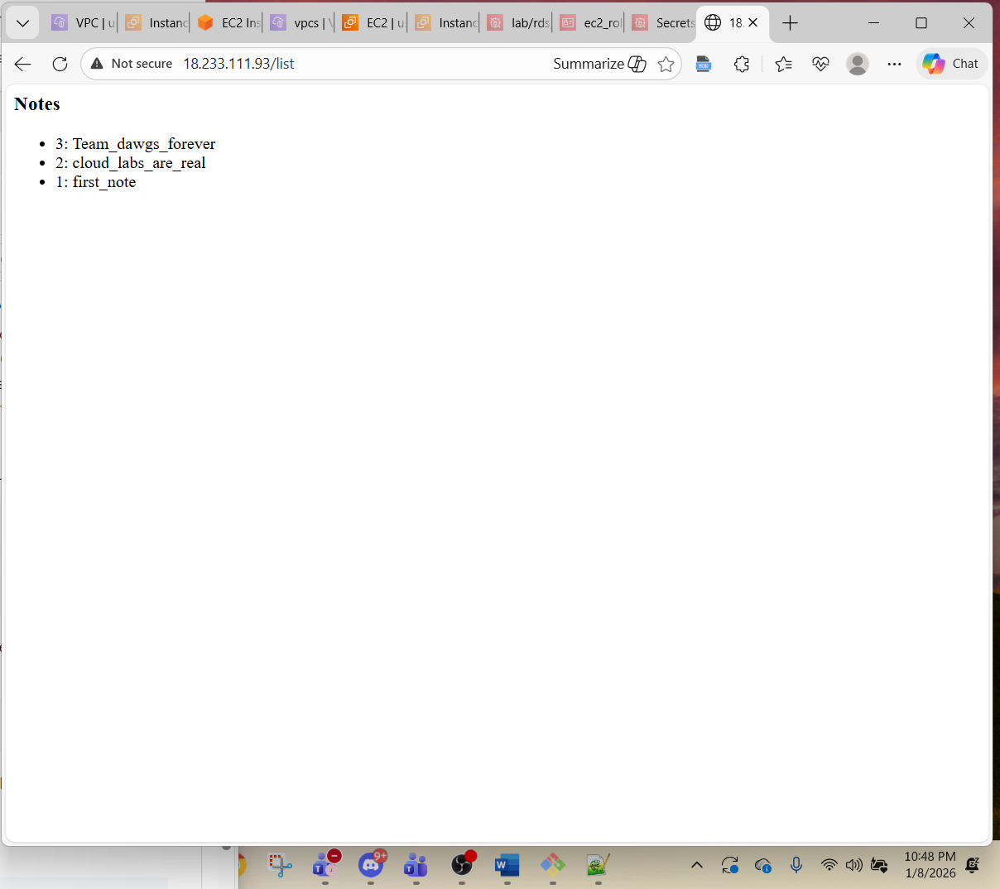 VPC | u
Instanc
EC2 Ins
vpcs | \
EC2 | u
Instanc
lab/rds
ec2_rol
Secrets
18.
Not secure 18.233.111.93/list Summarize
Chat
Notes
• 3: Team_dawgs_forever
• 2: cloud_labs_are_real
• 1: first_note
9+
10:48 PM
1/8/2026